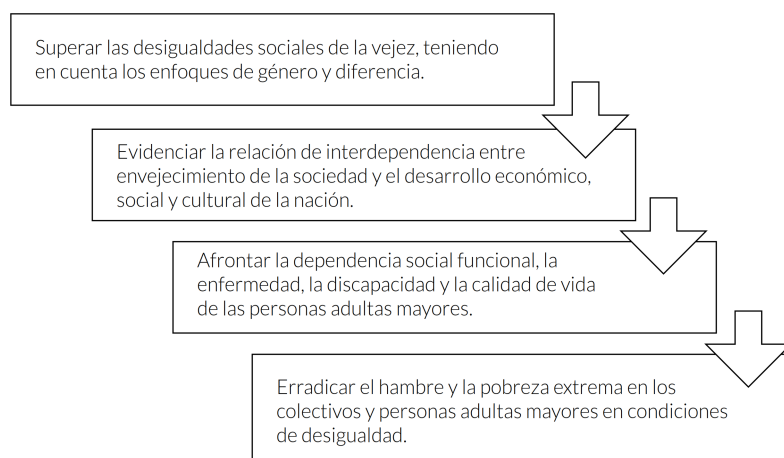 Superar las desigualdades sociales de la vejez, teniendo
en cuenta los enfoques de género y diferencia.
Evidenciar la relación de interdependencia entre
envejecimiento de la sociedad y el desarrollo económico,
social y cultural de la nación.
Afrontar la dependencia social funcional, la
enfermedad, la discapacidad y la calidad de vida
de las personas adultas mayores.
Erradicar el hambre y la pobreza extrema en los
colectivos y personas adultas mayores en condiciones
de desigualdad.